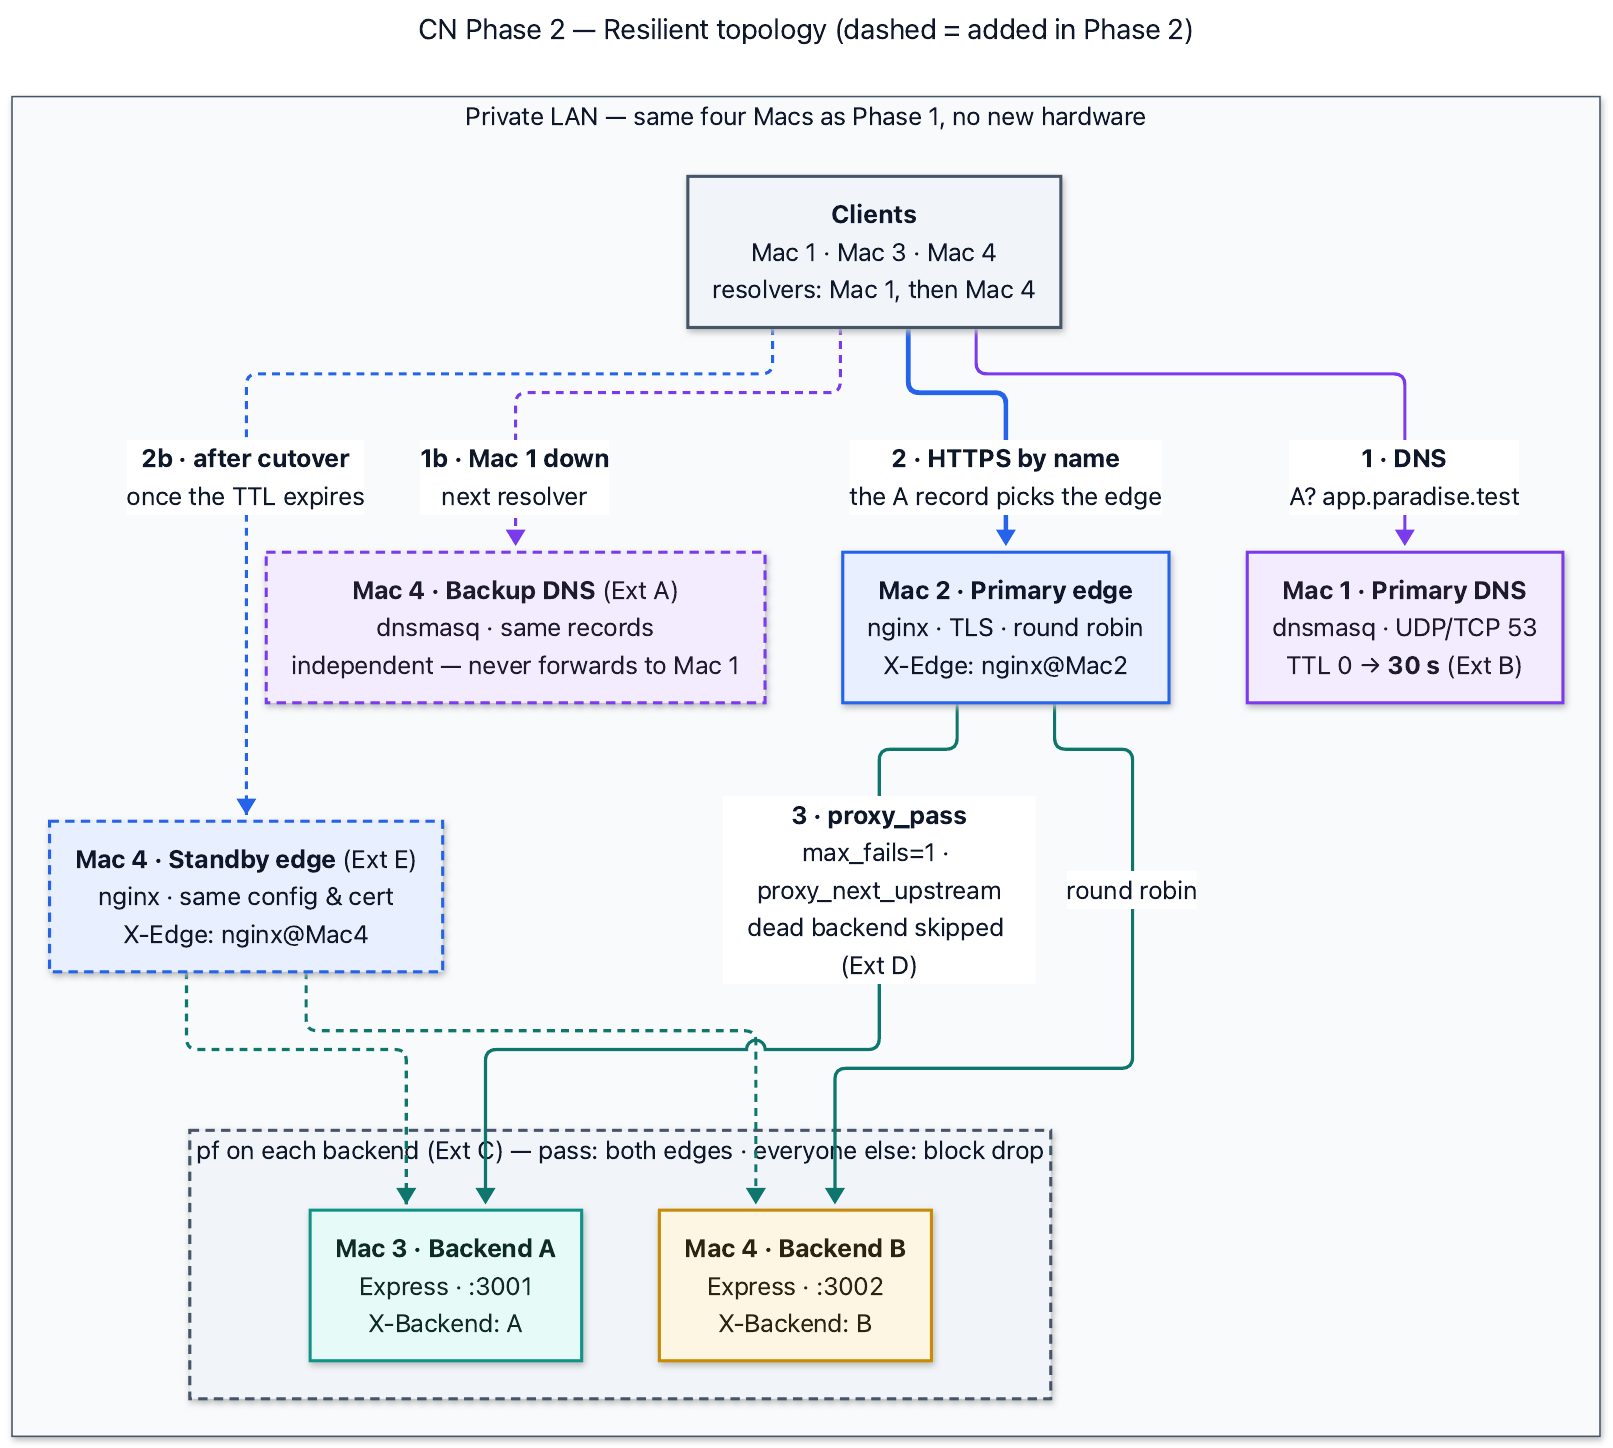 CN Phase 2 — Resilient topology (dashed = added in Phase 2)
Private LAN — same four Macs as Phase 1, no new hardware
Clients
Mac 1 · Mac 3 · Mac 4
resolvers: Mac 1, then Mac 4
2b · after cutover
once the TTL expires
1b · Mac 1 down
next resolver
2 · HTTPS by name
the A record picks the edge
1 · DNS
A? app.paradise.test
Mac 4 · Backup DNS (Ext A)
dnsmasq · same records
independent — never forwards to Mac 1
Mac 2 · Primary edge
nginx · TLS · round robin
X-Edge: nginx@Mac2
Mac 1 · Primary DNS
dnsmasq · UDP/TCP 53
TTL 0 → 30 s (Ext B)
Mac 4 · Standby edge (Ext E)
nginx · same config & cert
X-Edge: nginx@Mac4
3 · proxy_pass
max_fails=1 ·
proxy_next_upstream
dead backend skipped
(Ext D)
round robin
pf on each backend (Ext C) — pass: both edges · everyone else: block drop
Mac 3 · Backend A
Express · :3001
X-Backend: A
Mac 4 · Backend B
Express · :3002
X-Backend: B